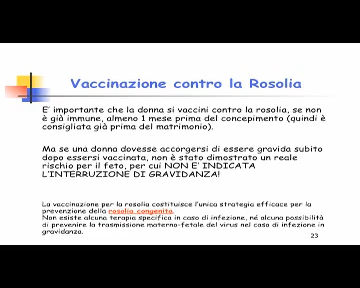 Vaccinazione contro la Rosolia
E' importante che la donna si vaccini contro la rosolia, se non
è già immune, almeno 1 mese prima del concepimento (quindi è
consigliata già prima del matrimonio).
Ma se una donna dovesse accorgersi di essere gravida subito
dopo essersi vaccinata, non è stato dimostrato un reale
rischio per il feto, per cui NON E' INDICATA
L'INTERRUZIONE DI GRAVIDANZA!
La vaccinazione per la rosolia costituisce l'unica strategia efficace per la
prevenzione della rosolia congenita.
Non esiste alcuna terapia specifica in caso di infezione, né alcuna possibilità
di prevenire la trasmissione materno-fetale del virus nel caso di infezione in
gravidanza.
23